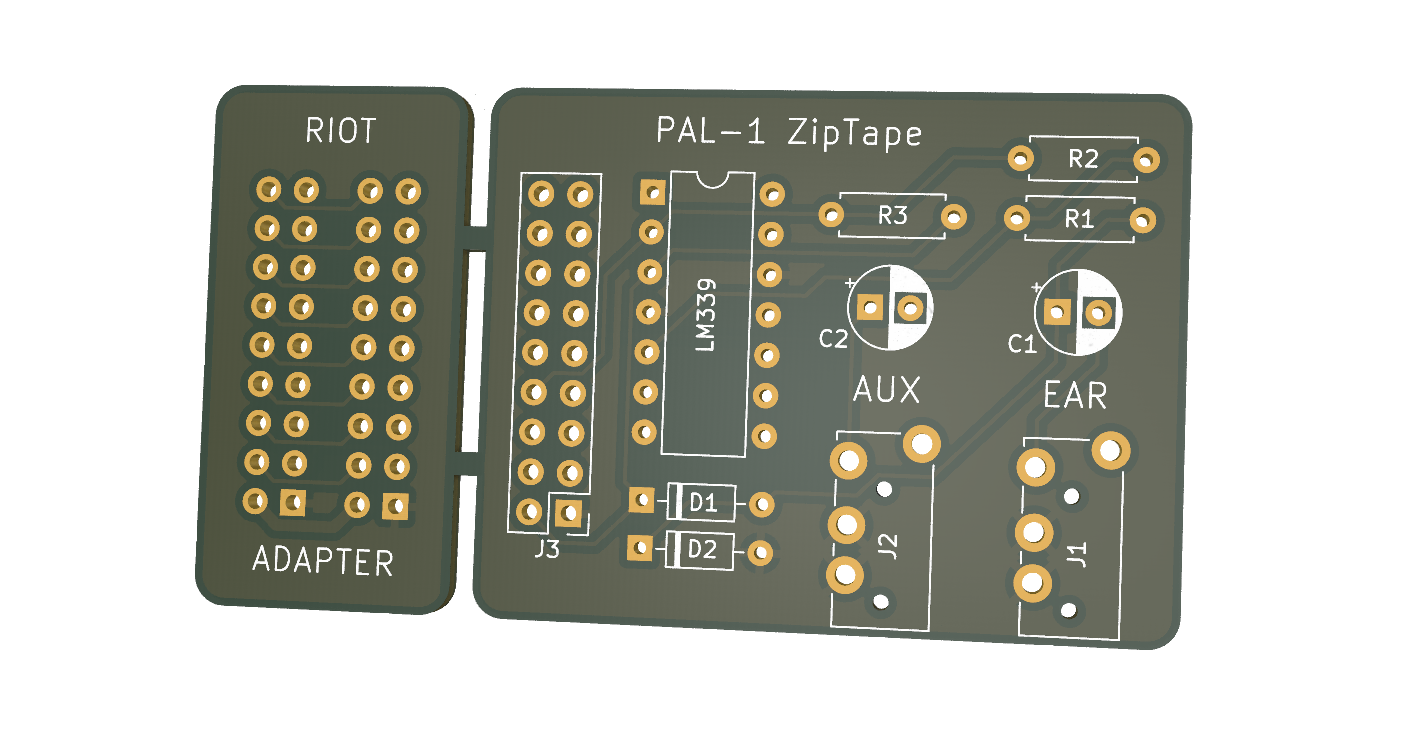 RIOT
ADAPTER
PAL-1 ZipTape
R2
R3
R1
LM339
+
C2
+
C1
AUX
EAR
D1
D2
J3
J2
J1